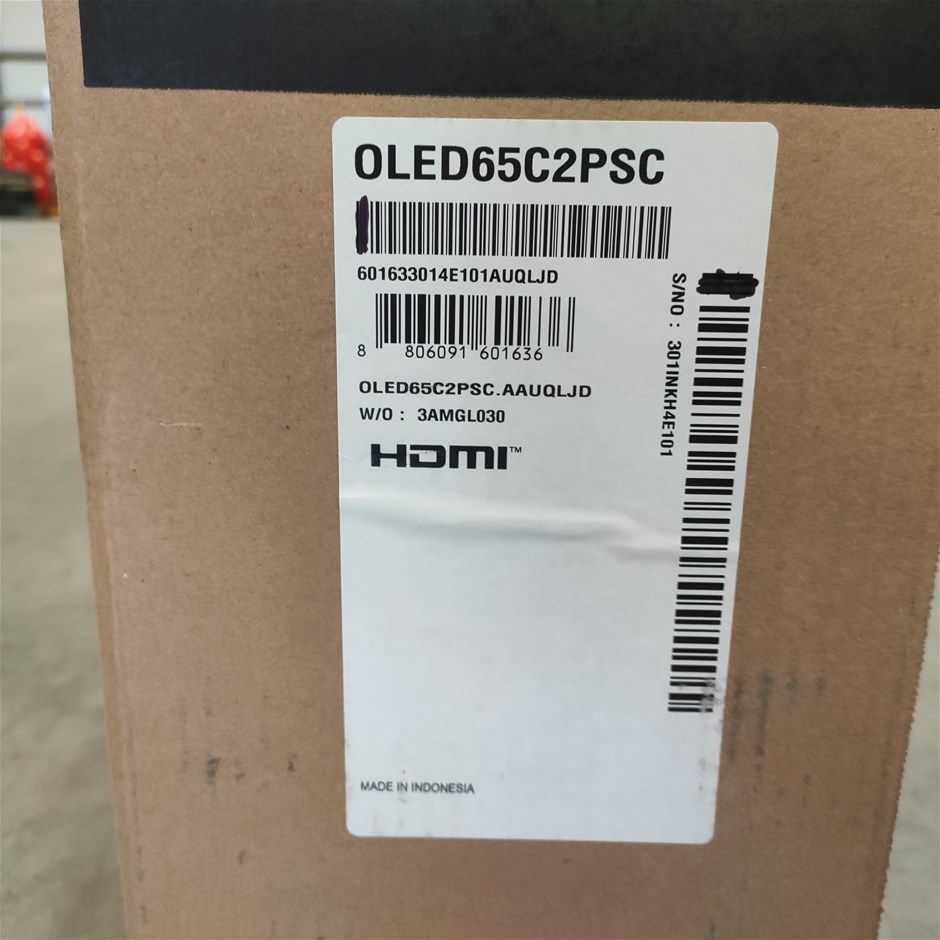 OLED65C2PSC
601633014E101AUQLJD
8 806091 601636
OLED65C2PSC.AAUQLJD
W/O : 3AMGL030
HDMI™
S/NO : 301INKH4E101
MADE IN INDONESIA